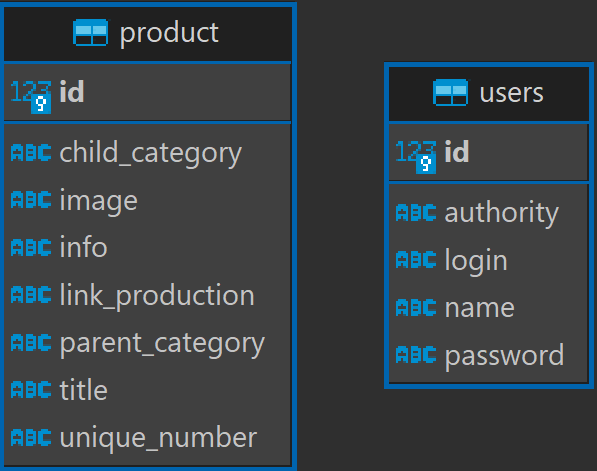 product
123 id
ABC child_category
ABC image
ABC info
ABC link_production
ABC parent_category
ABC title
ABC unique_number
users
123 id
ABC authority
ABC login
ABC name
ABC password